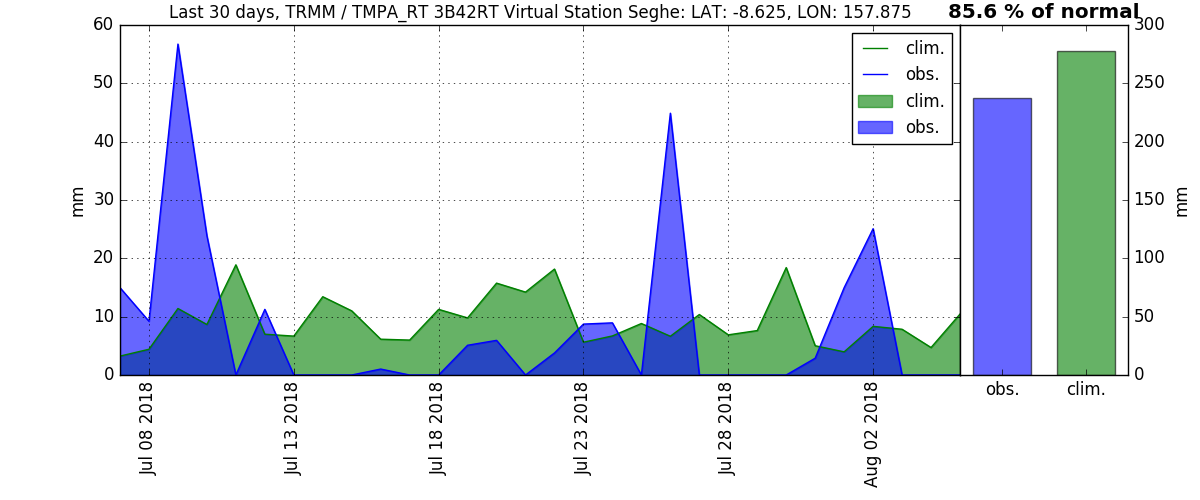 Last 30 days, TRMM / TMPA_RT 3B42RT Virtual Station Seghe: LAT: -8.625, LON: 157.875
85.6 % of normal
60
50
40
30
20
10
0
mm
clim.
obs.
clim.
obs.
300
250
200
150
100
50
0
mm
Jul 08 2018
Jul 13 2018
Jul 18 2018
Jul 23 2018
Jul 28 2018
Aug 02 2018
obs.
clim.